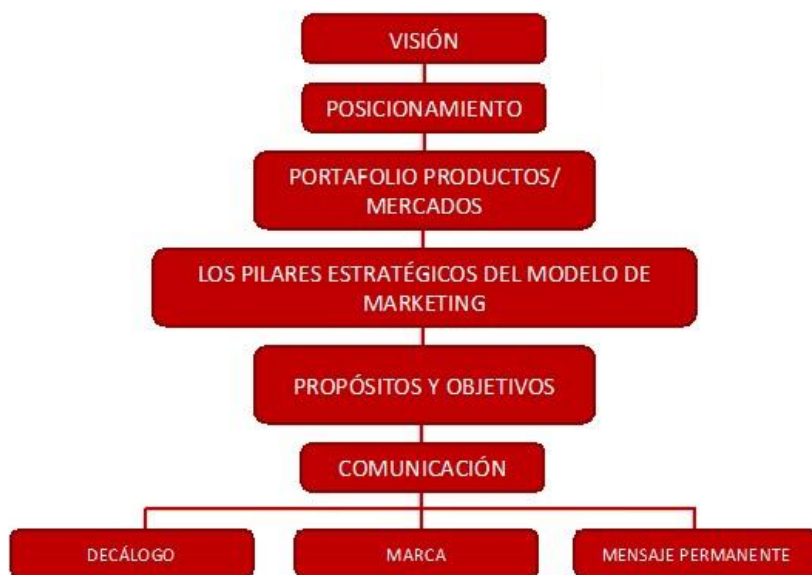 VISIÓN
POSICIONAMIENTO
PORTAFOLIO PRODUCTOS/
MERCADOS
LOS PILARES ESTRATÉGICOS DEL MODELO DE
MARKETING
PROPÓSITOS Y OBJETIVOS
COMUNICACIÓN
DECÁLOGO
MARCA
MENSAJE PERMANENTE